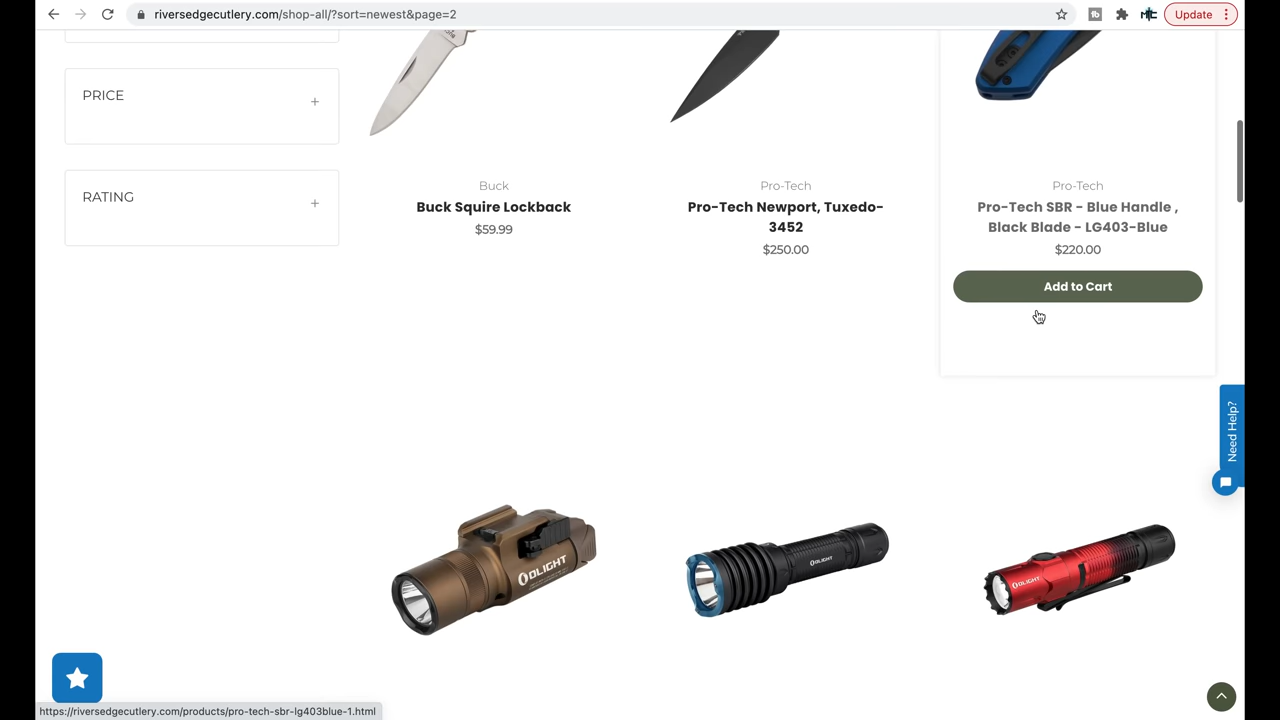 riversedgecutlery.com/shop-all/?sort=newest&page=2
Update
PRICE
+
RATING
+
Buck
Buck Squire Lockback
$59.99
Pro-Tech
Pro-Tech Newport, Tuxedo-
3452
$250.00
Pro-Tech
Pro-Tech SBR - Blue Handle ,
Black Blade - LG403-Blue
$220.00
Add to Cart
Need Help?
OLIGHT
OLIGHT
OLIGHT
https://riversedgecutlery.com/products/pro-tech-sbr-lg403blue-1.html